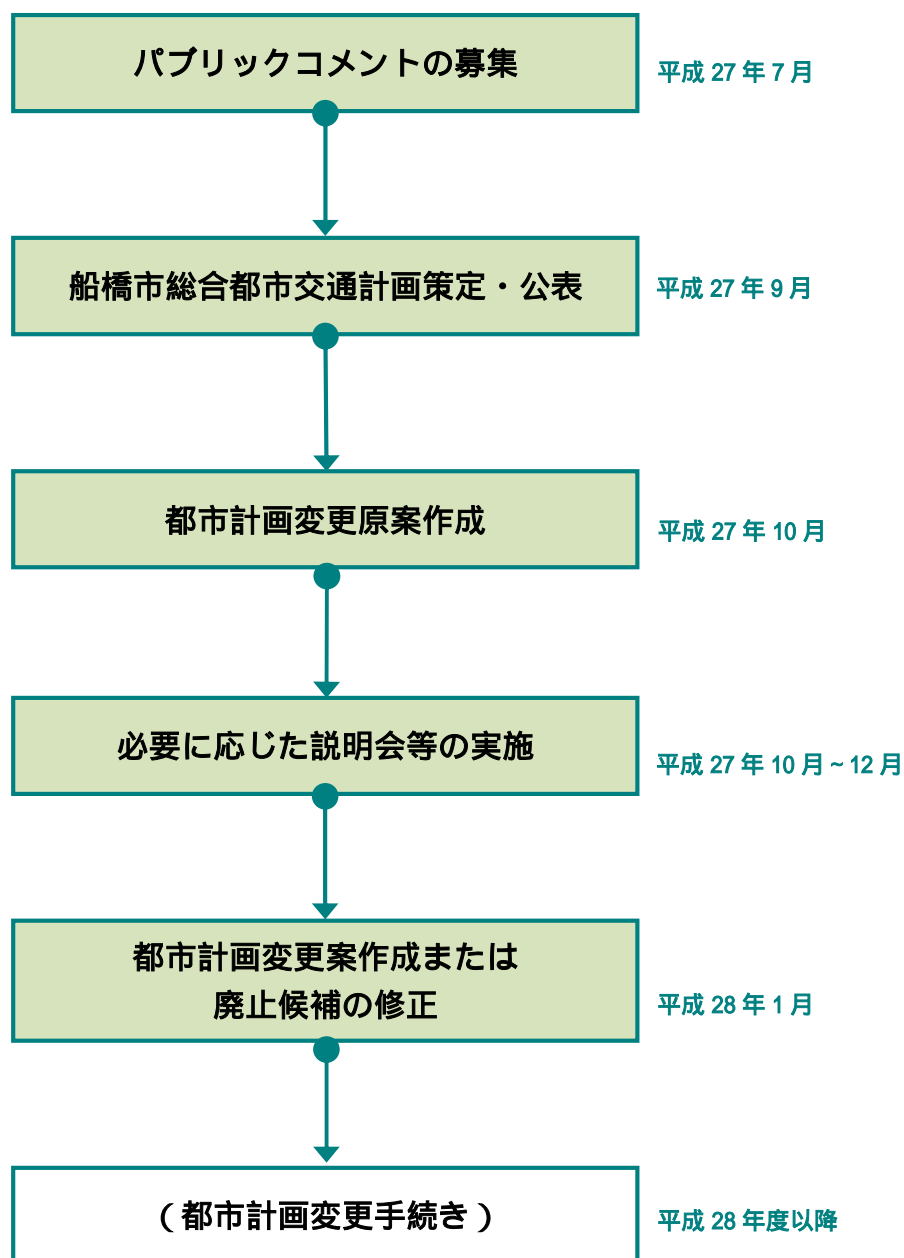 パブリックコメントの募集
平成 27 年 7 月
船橋市総合都市交通計画策定・公表
平成 27 年 9 月
都市計画変更原案作成
平成 27 年 10 月
必要に応じた説明会等の実施
平成 27 年 10 月~12 月
都市計画変更案作成または
廃止候補の修正
平成 28 年 1 月
（都市計画変更手続き）
平成 28 年度以降